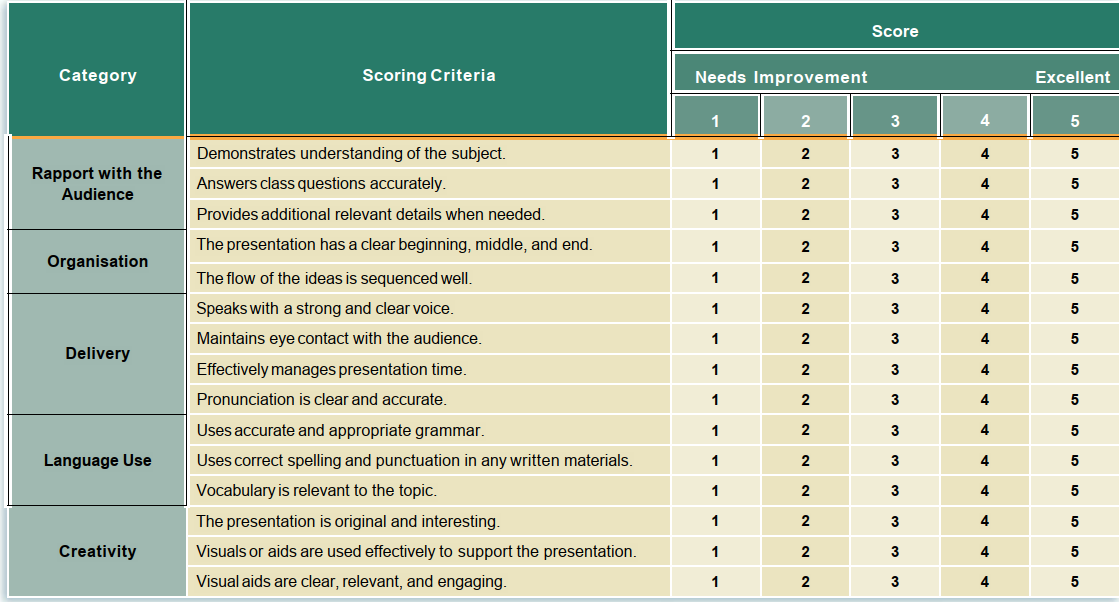 Category
Scoring Criteria
Score
Needs Improvement Excellent
1 2 3 4 5
Rapport with the
Audience
Demonstrates understanding of the subject. 1 2 3 4 5
Answers class questions accurately. 1 2 3 4 5
Provides additional relevant details when needed. 1 2 3 4 5
Organisation
The presentation has a clear beginning, middle, and end. 1 2 3 4 5
The flow of the ideas is sequenced well. 1 2 3 4 5
Delivery
Speaks with a strong and clear voice. 1 2 3 4 5
Maintains eye contact with the audience. 1 2 3 4 5
Effectively manages presentation time. 1 2 3 4 5
Pronunciation is clear and accurate. 1 2 3 4 5
Language Use
Uses accurate and appropriate grammar. 1 2 3 4 5
Uses correct spelling and punctuation in any written materials. 1 2 3 4 5
Vocabulary is relevant to the topic. 1 2 3 4 5
Creativity
The presentation is original and interesting. 1 2 3 4 5
Visuals or aids are used effectively to support the presentation. 1 2 3 4 5
Visual aids are clear, relevant, and engaging. 1 2 3 4 5